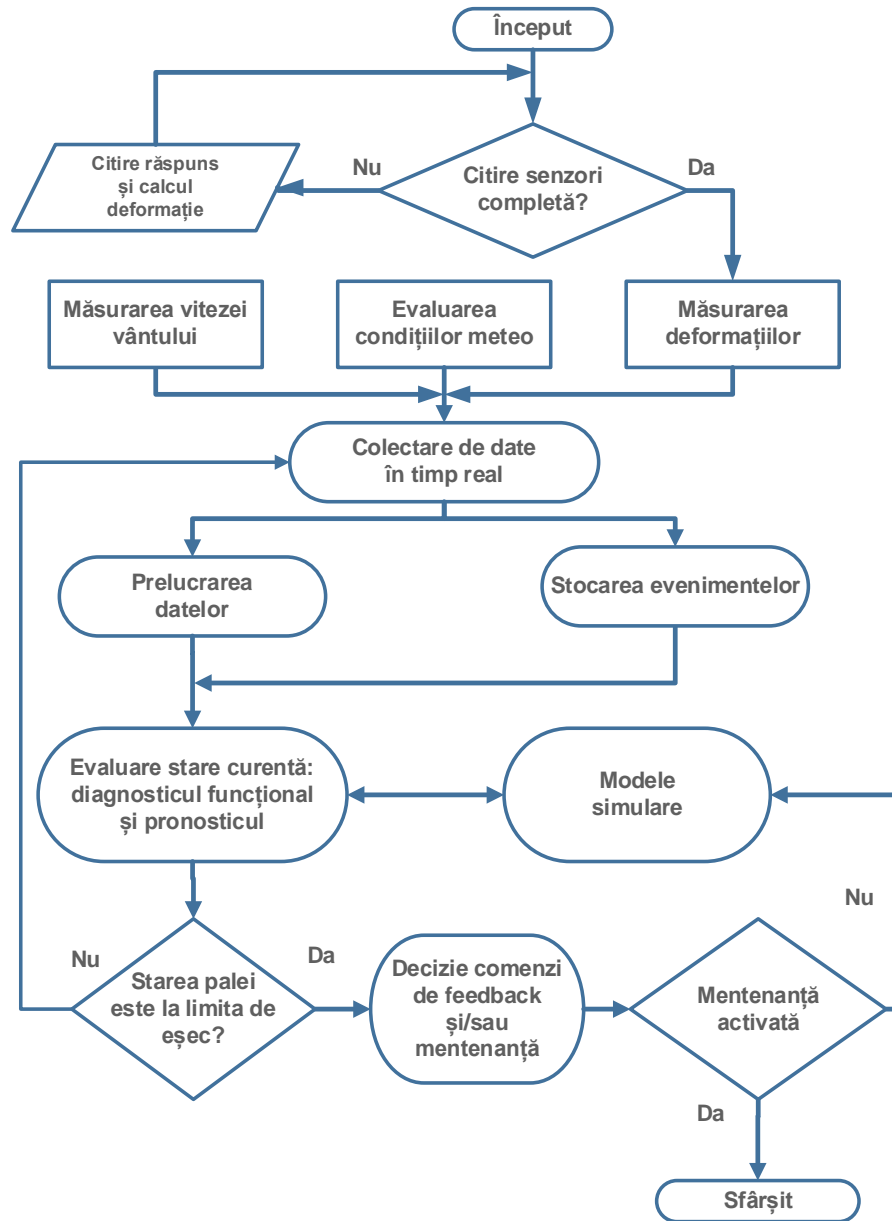 Început
Citire răspuns
și calcul
deformație
Nu
Citire senzori
completă?
Da
Măsurarea vitezei
vântului
Evaluarea
condițiilor meteo
Măsurarea
deformațiilor
Colectare de date
în timp real
Prelucrarea
datelor
Stocarea evenimentelor
Evaluare stare curentă:
diagnosticul funcțional
și pronosticul
Modele
simulare
Nu
Nu
Starea palei
este la limita de
eșec?
Da
Decizie comenzi
de feedback
și/sau
mentenanță
Mentenanță
activată
Da
Sfârșit